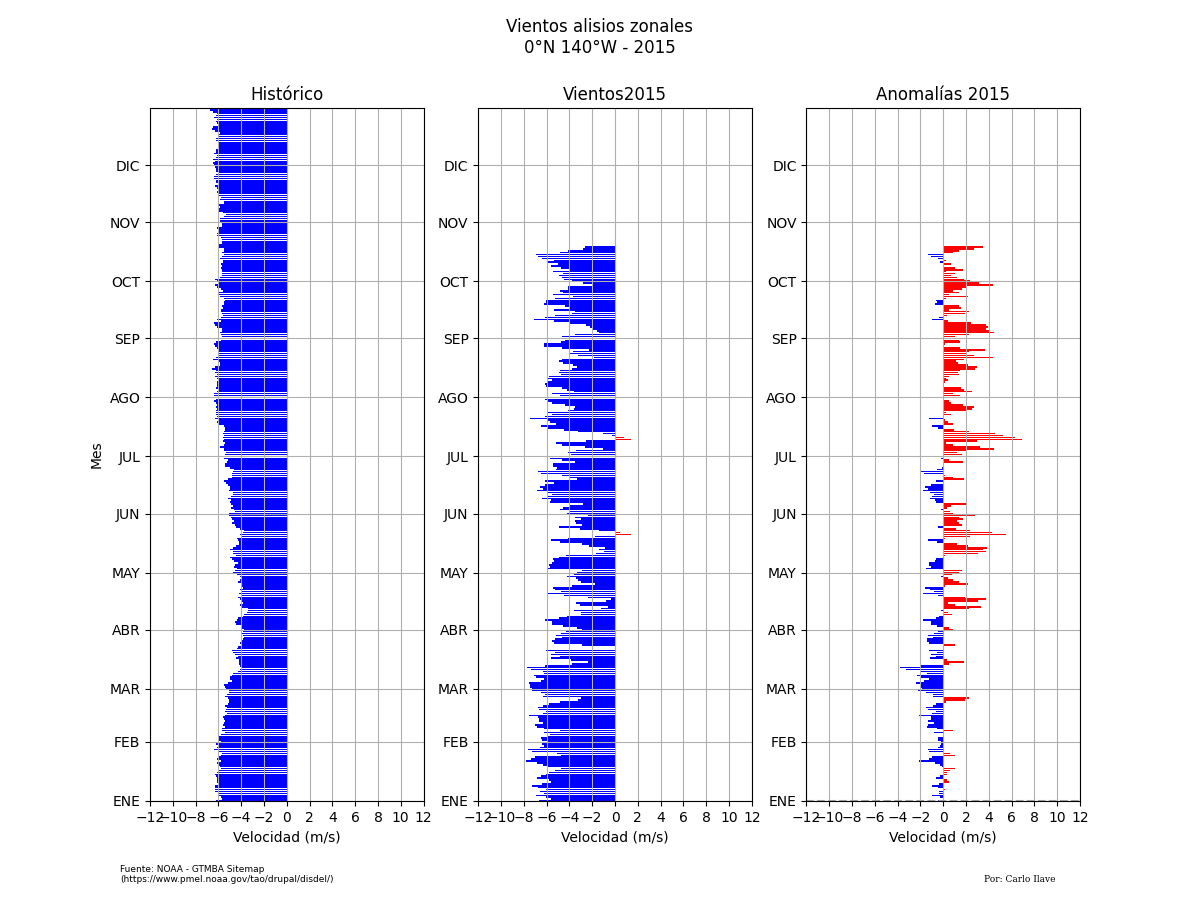 Vientos alisios zonales
0°N 140°W - 2015
Histórico
Vientos2015
Anomalías 2015
DIC
NOV
OCT
SEP
AGO
JUL
JUN
MAY
ABR
MAR
FEB
ENE
Mes
−12 −10 −8 −6 −4 −2 0 2 4 6 8 10 12
Velocidad (m/s)
DIC
NOV
OCT
SEP
AGO
JUL
JUN
MAY
ABR
MAR
FEB
ENE
−12 −10 −8 −6 −4 −2 0 2 4 6 8 10 12
Velocidad (m/s)
DIC
NOV
OCT
SEP
AGO
JUL
JUN
MAY
ABR
MAR
FEB
ENE
−12 −10 −8 −6 −4 −2 0 2 4 6 8 10 12
Velocidad (m/s)
Fuente: NOAA - GTMBA Sitemap
(https://www.pmel.noaa.gov/tao/drupal/disdel/)
Por: Carlo Ilave